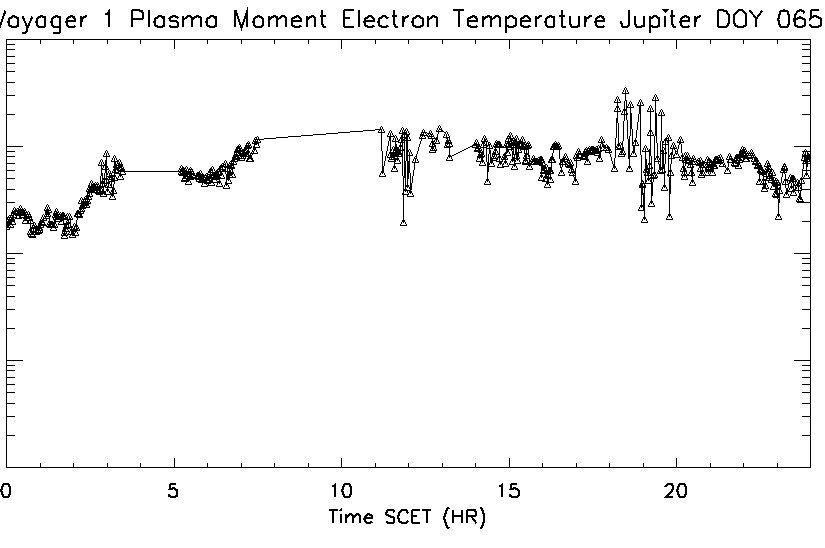 Voyager 1 Plasma Moment Electron Temperature Jupiter DOY 065
0 5 10 15 20
Time SCET (HR)